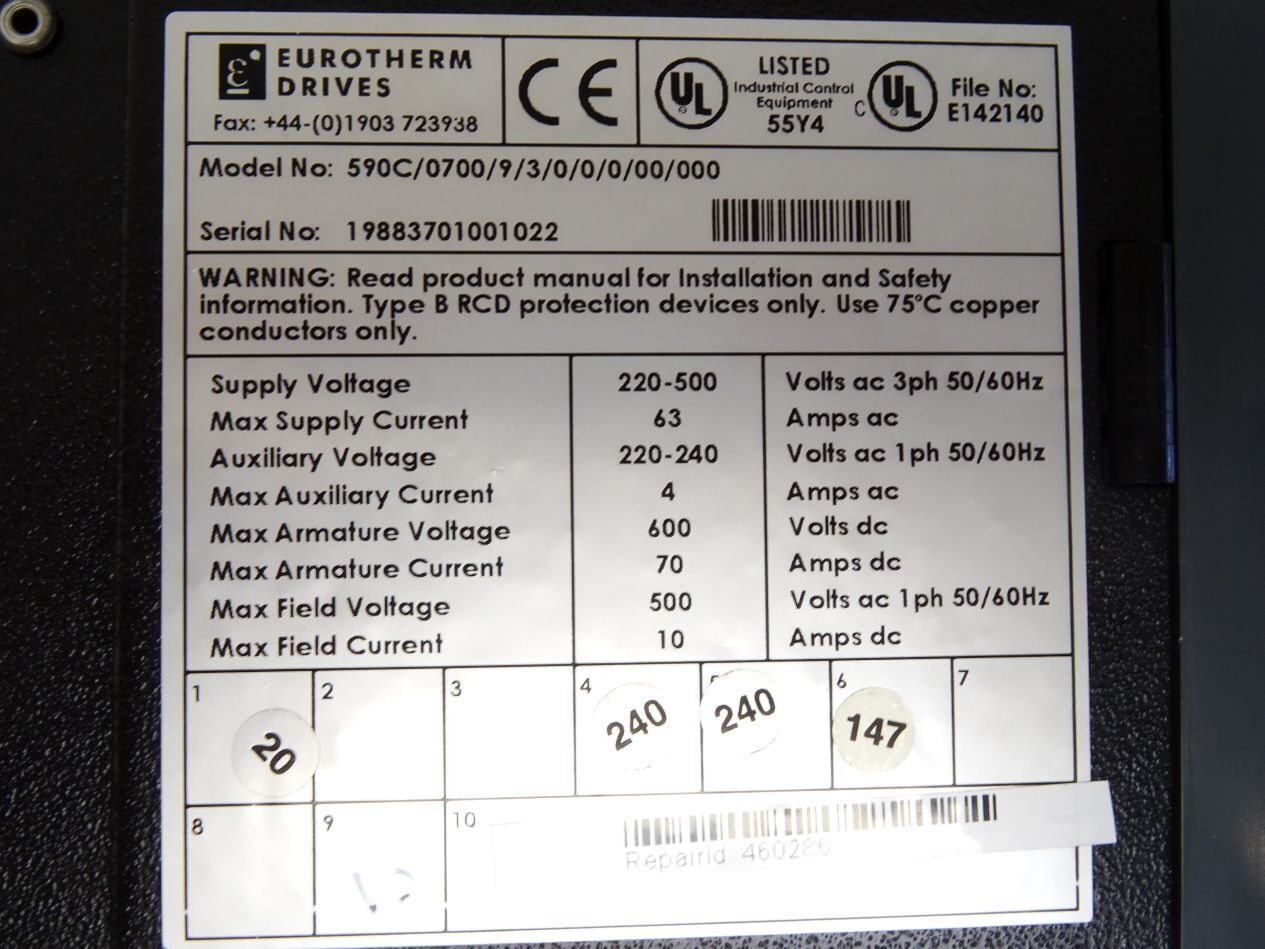 EUROTHERM
DRIVES
Fax: +44-(0)1903 723938
CE
UL
LISTED
Industrial Control
Equipment
55Y4
C UL
File No:
E142140
Model No: 590C/0700/9/3/0/0/0/00/000
Serial No: 19883701001022
WARNING: Read product manual for Installation and Safety
information. Type B RCD protection devices only. Use 75°C copper
conductors only.
Supply Voltage 220-500 Volts ac 3ph 50/60Hz
Max Supply Current 63 Amps ac
Auxiliary Voltage 220-240 Volts ac 1ph 50/60Hz
Max Auxiliary Current 4 Amps ac
Max Armature Voltage 600 Volts dc
Max Armature Current 70 Amps dc
Max Field Voltage 500 Volts ac 1ph 50/60Hz
Max Field Current 10 Amps dc
1 2 3 4 5 6 7
20 240 240 147
8 9 10
RepairId: 460286